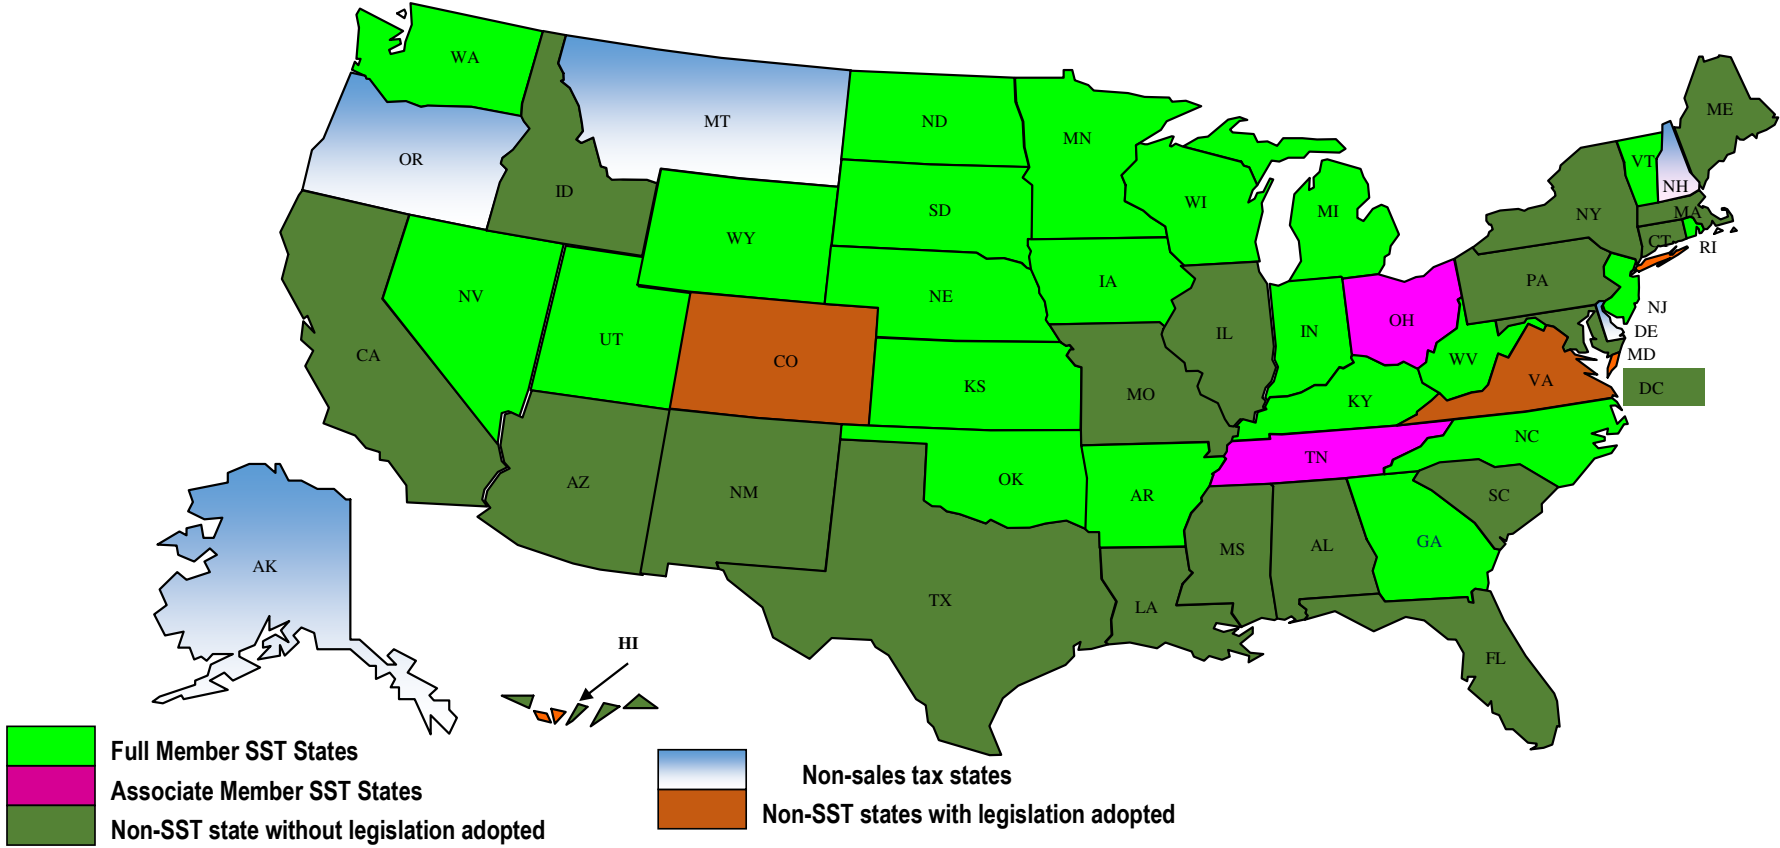 WA
MT
ND
MN
ME
OR
ID
SD
WI
MI
VT
NH
NY
MA
WY
CT
RI
NV
NE
IA
PA
UT
CO
IL
IN
OH
NJ
DE
CA
KS
MO
WV
MD
VA
DC
KY
NC
AZ
NM
OK
AR
TN
SC
MS
AL
GA
AK
TX
LA
FL
HI
Full Member SST States
Associate Member SST States
Non-SST state without legislation adopted
Non-sales tax states
Non-SST states with legislation adopted